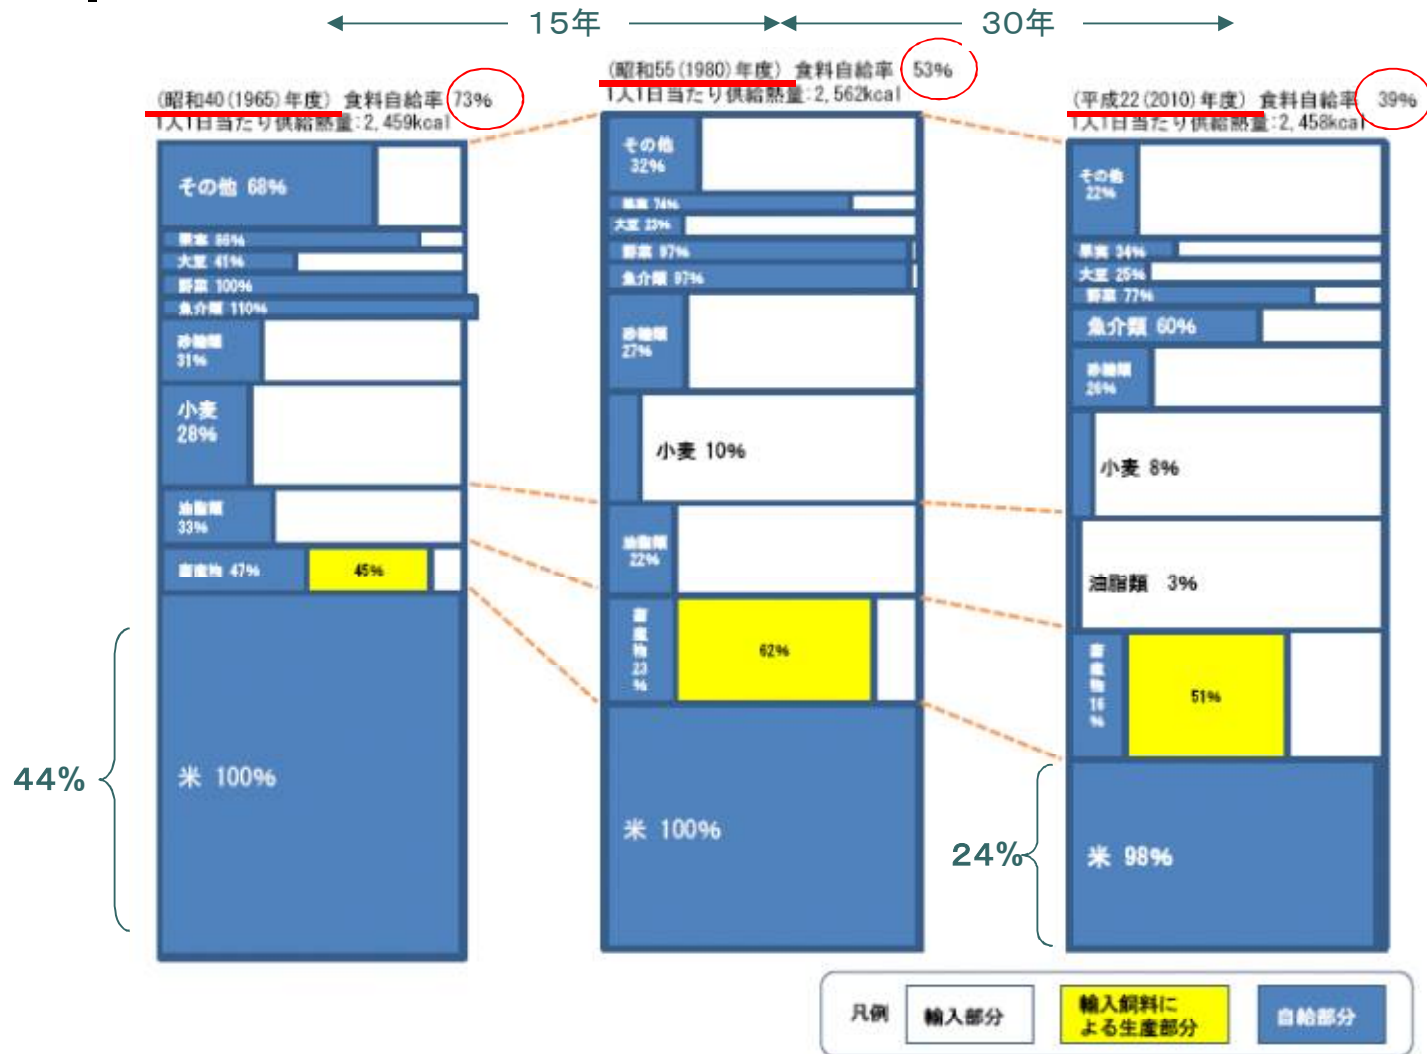 15年
30年
(昭和40(1965)年度) 食料自給率 73%
1人1日当たり供給熱量:2,459kcal
その他 68%
果実 86%
大豆 41%
野菜 100%
魚介類 110%
砂糖類
31%
小麦
28%
油脂類
33%
畜産物 47%
45%
米 100%
44%
(昭和55(1980)年度) 食料自給率 53%
1人1日当たり供給熱量:2,562kcal
その他
32%
果実 74%
大豆 23%
野菜 97%
魚介類 97%
砂糖類
27%
小麦 10%
油脂類
22%
畜
産
物
23
%
62%
米 100%
(平成22(2010)年度) 食料自給率 39%
1人1日当たり供給熱量:2,458kcal
その他
22%
果実 34%
大豆 25%
野菜 77%
魚介類 60%
砂糖類
26%
小麦 8%
油脂類 3%
畜
産
物
16
%
51%
米 98%
24%
凡例
輸入部分
輸入飼料に
よる生産部分
自給部分